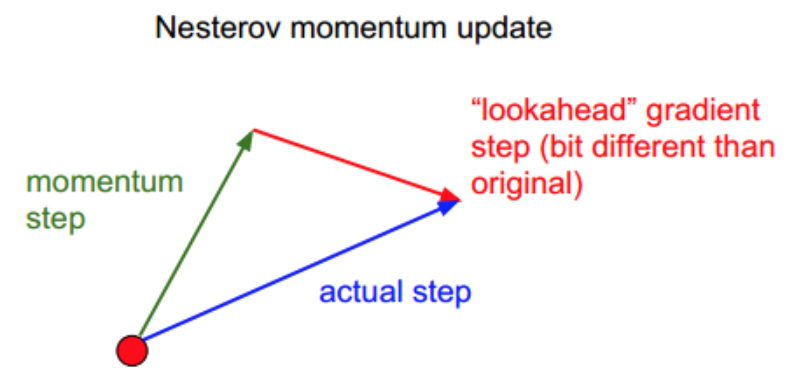 Nesterov momentum update
“lookahead” gradient
step (bit different than
original)
momentum
step
actual step